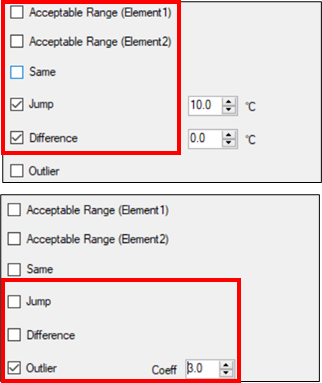 Acceptable Range (Element1)
Acceptable Range (Element2)
Same
Jump 10.0 °C
Difference 0.0 °C
Outlier
Acceptable Range (Element1)
Acceptable Range (Element2)
Same
Jump
Difference
Outlier Coeff 3.0